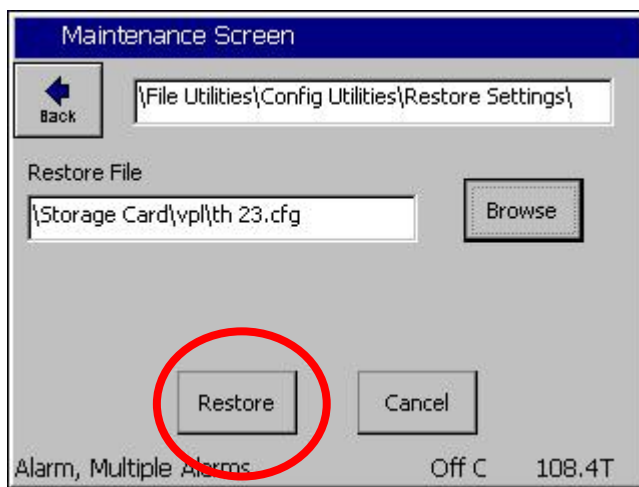 Maintenance Screen
Back
\File Utilities\Config Utilities\Restore Settings\
Restore File
\Storage Card\vpl\th 23.cfg
Browse
Restore
Cancel
Alarm, Multiple Alarms
Off C
108.4T